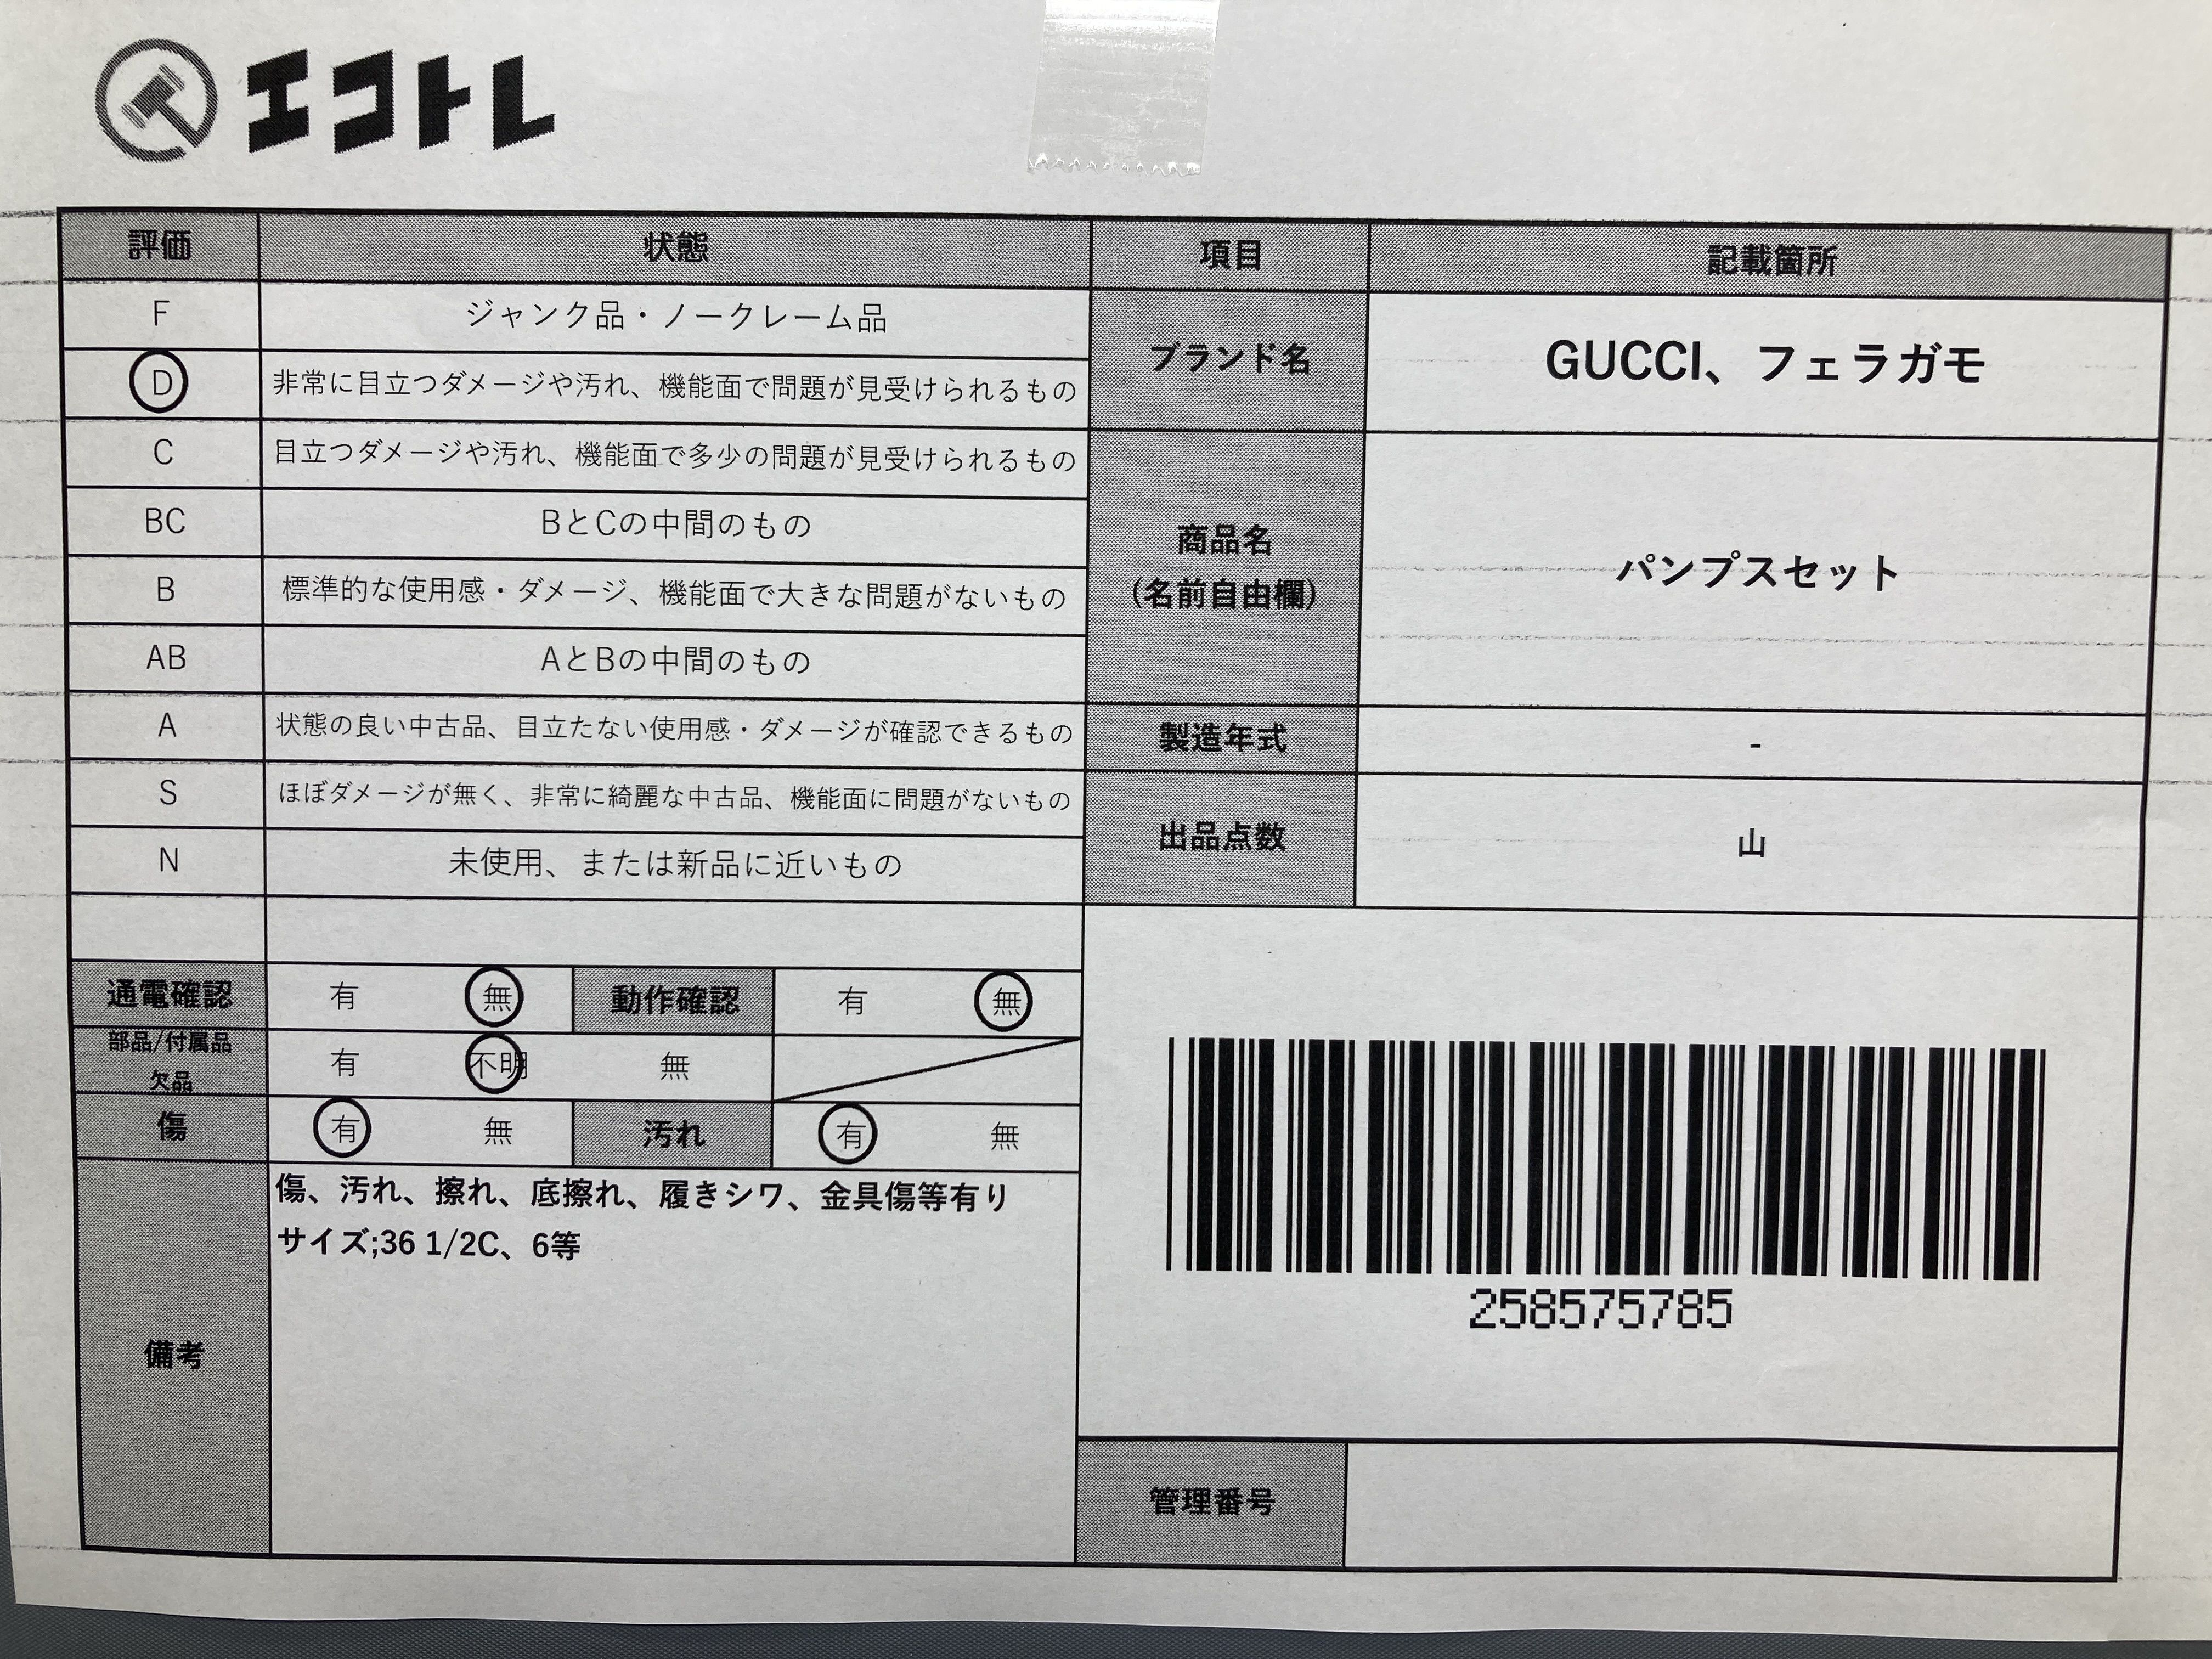 エコトレ
評価 状態 項目 記載箇所
F ジャンク品・ノークレーム品
D 非常に目立つダメージや汚れ、機能面で問題が見受けられるもの
ブランド名 GUCCI、フェラガモ
C 目立つダメージや汚れ、機能面で多少の問題が見受けられるもの
BC BとCの中間のもの
B 標準的な使用感・ダメージ、機能面で大きな問題がないもの
商品名
(名前自由欄)
パンプスセット
AB AとBの中間のもの
A 状態の良い中古品、目立たない使用感・ダメージが確認できるもの
製造年式 -
S ほぼダメージが無く、非常に綺麗な中古品、機能面に問題がないもの
出品点数 山
N 未使用、または新品に近いもの
通電確認 有 無 動作確認 有 無
部品/付属品
欠品
有 不明 無
傷 有 無 汚れ 有 無
備考
傷、汚れ、擦れ、底擦れ、履きシワ、金具傷等有り
サイズ;36 1/2C、6等
258575785
管理番号